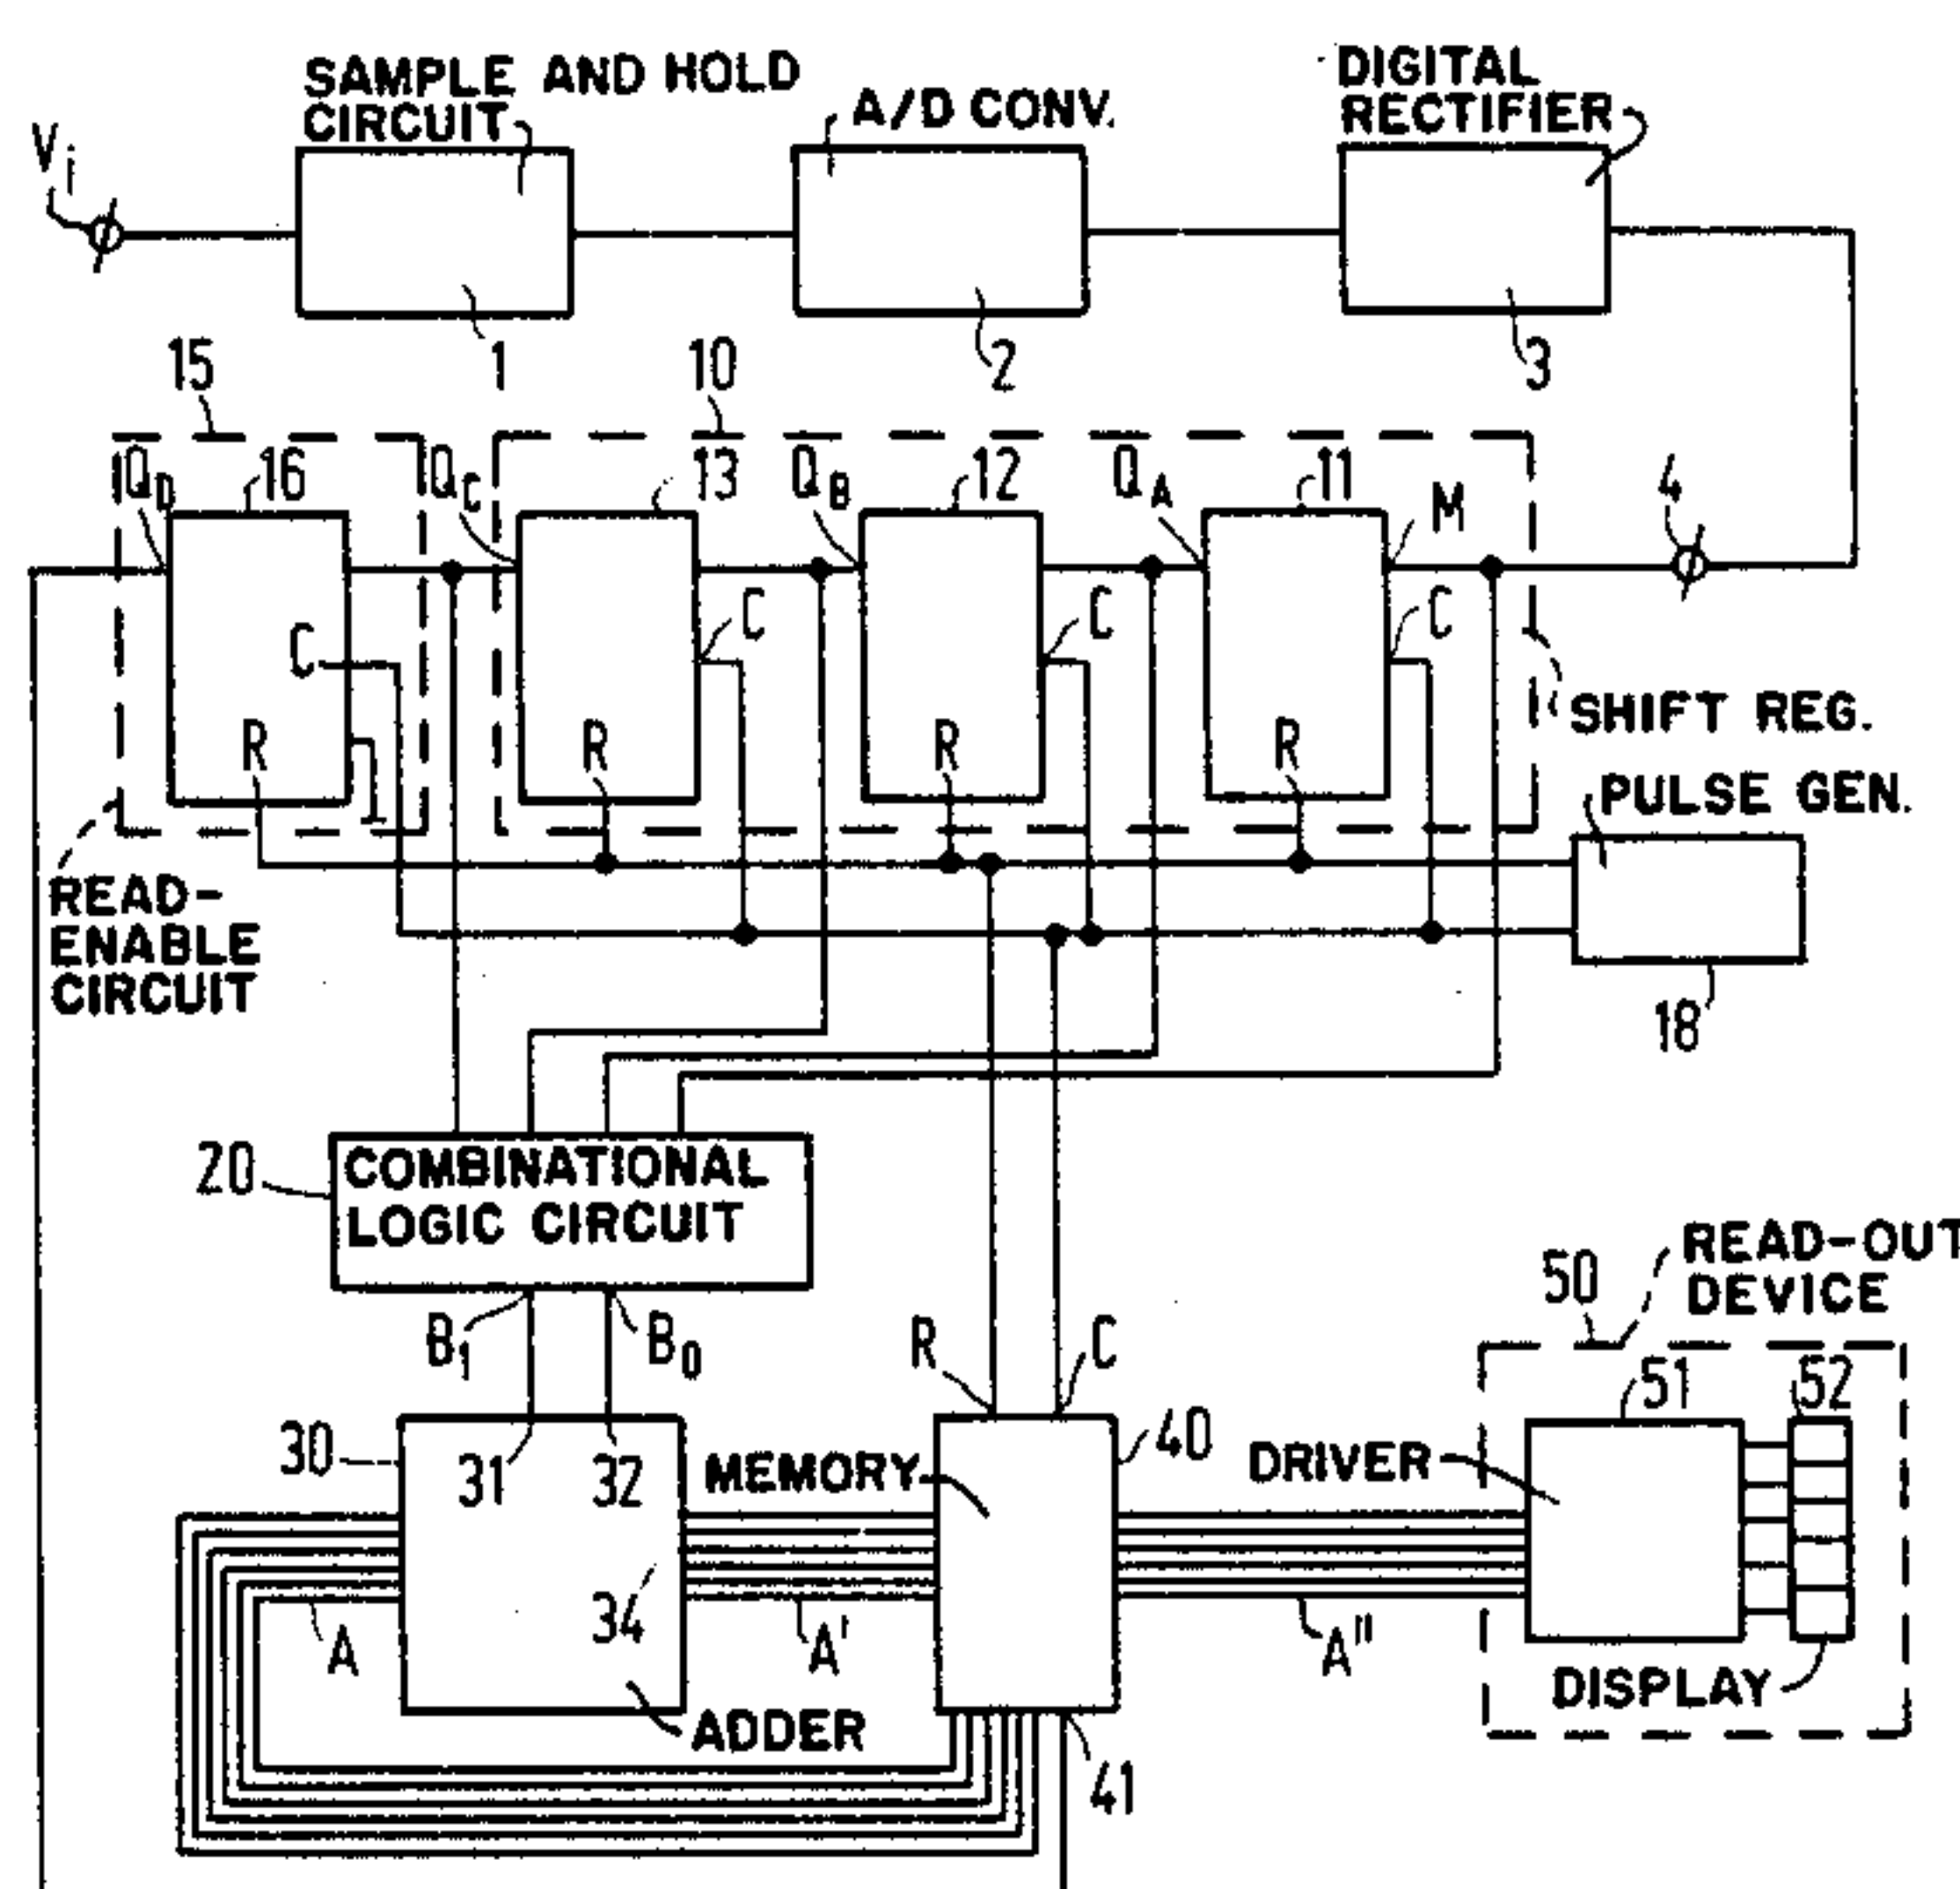 SAMPLE AND HOLD
CIRCUIT
A/D CONV.
DIGITAL
RECTIFIER
Vi
1
2
3
15
10
QD
16
QC
13
QB
12
QA
11
M
4
C
C
C
C
R
R
R
R
SHIFT REG.
PULSE GEN.
READ-
ENABLE
CIRCUIT
18
20
COMBINATIONAL
LOGIC CIRCUIT
B1
B0
R
C
50
READ-OUT
DEVICE
51
52
30
31
32
MEMORY
40
DRIVER
34
A
A'
A"
DISPLAY
ADDER
41